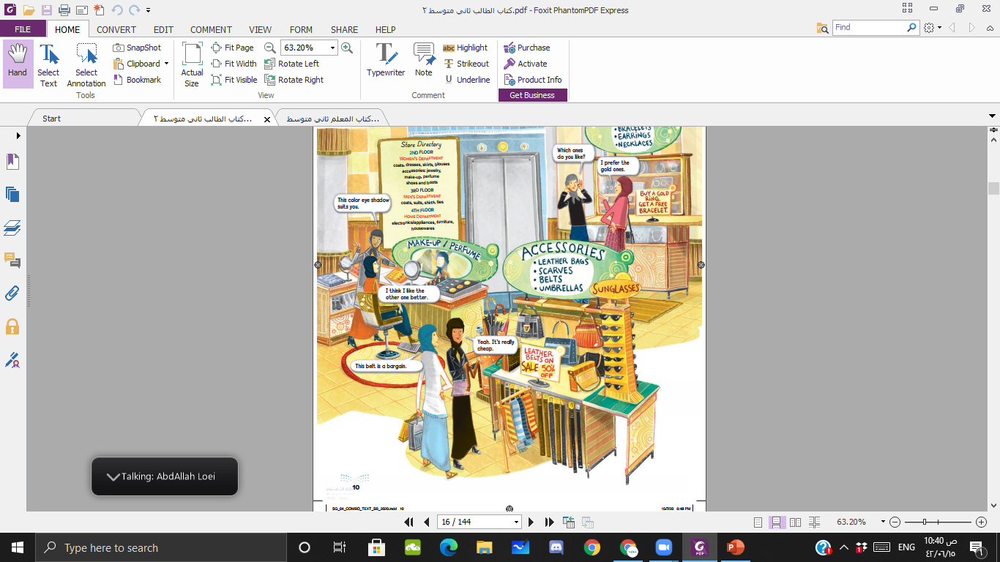 كتاب الطالب ثاني متوسط ٢.pdf - Foxit PhantomPDF Express
FILE
HOME
CONVERT
EDIT
COMMENT
VIEW
FORM
SHARE
HELP
Find
Hand
Select Text
Select Annotation
SnapShot
Clipboard
Bookmark
Tools
Actual Size
Fit Page
Fit Width
Fit Visible
63.20%
Rotate Left
Rotate Right
View
Typewriter
Note
Highlight
Strikeout
Underline
Comment
Purchase
Activate
Product Info
Get Business
Start
كتاب الطالب ثاني متوسط ٢...
كتاب المعلم ثاني متوسط...
Store Directory
2ND FLOOR
WOMEN'S DEPARTMENT
coats, dresses, skirts, blouses
accessories: jewelry,
make-up, perfume
shoes and boots
3RD FLOOR
MEN'S DEPARTMENT
coats, suits, shirts, ties
4TH FLOOR
HOME DEPARTMENT
electronics/appliances, furniture,
housewares
• BRACELETS
• EARRINGS
• NECKLACES
Which ones
do you like?
I prefer the
gold ones.
BUY A GOLD
RING,
GET A FREE
BRACELET.
This color eye shadow
suits you.
MAKE-UP / PERFUME
ACCESSORIES
• LEATHER BAGS
• SCARVES
• BELTS
• UMBRELLAS
SUNGLASSES
I think I like the
other one better.
Yeah. It's really
cheap.
LEATHER
BELTS ON
SALE 50%
OFF
This belt is a bargain.
10
SG_04_COMBO_TEXT_SB_2020.indd 10
15/7/20 6:48 PM
Talking: AbdAllah Loei
16 / 144
63.20%
Type here to search
ENG
10:40 ص
٤٢/٠٦/١٥
1